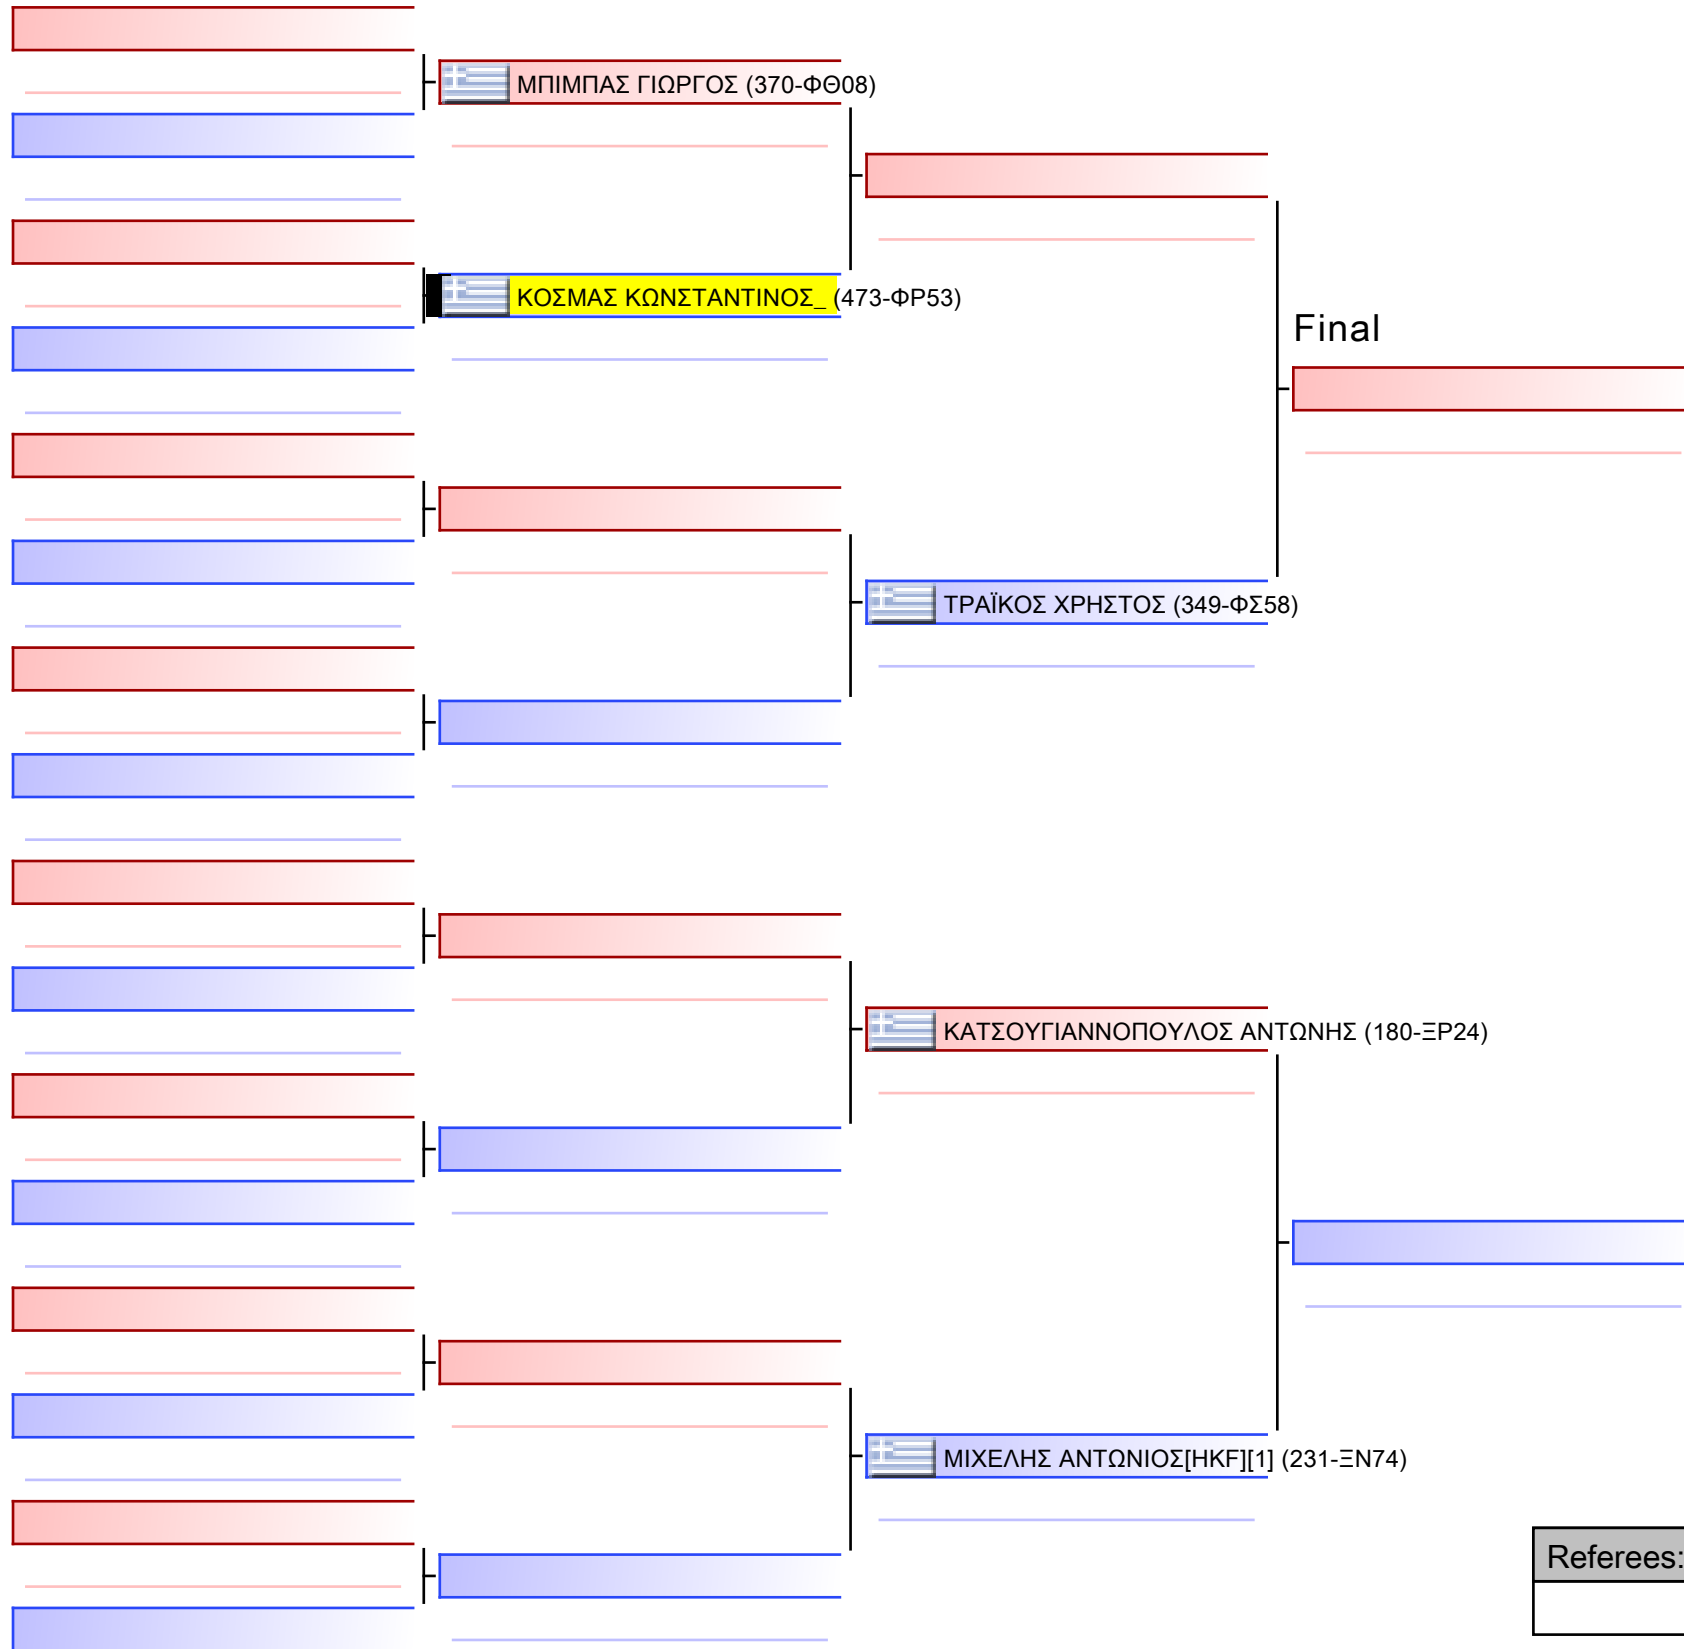 ΜΠΙΜΠΑΣ ΓΙΩΡΓΟΣ (370-ΦΘ08)
ΚΟΣΜΑΣ ΚΩΝΣΤΑΝΤΙΝΟΣ_ (473-ΦΡ53)
Final
ΤΡΑΪΚΟΣ ΧΡΗΣΤΟΣ (349-ΦΣ58)
ΚΑΤΣΟΥΓΙΑΝΝΟΠΟΥΛΟΣ ΑΝΤΩΝΗΣ (180-ΞΡ24)
ΜΙΧΕΛΗΣ ΑΝΤΩΝΙΟΣ[HKF][1] (231-ΞΝ74)
Referees: